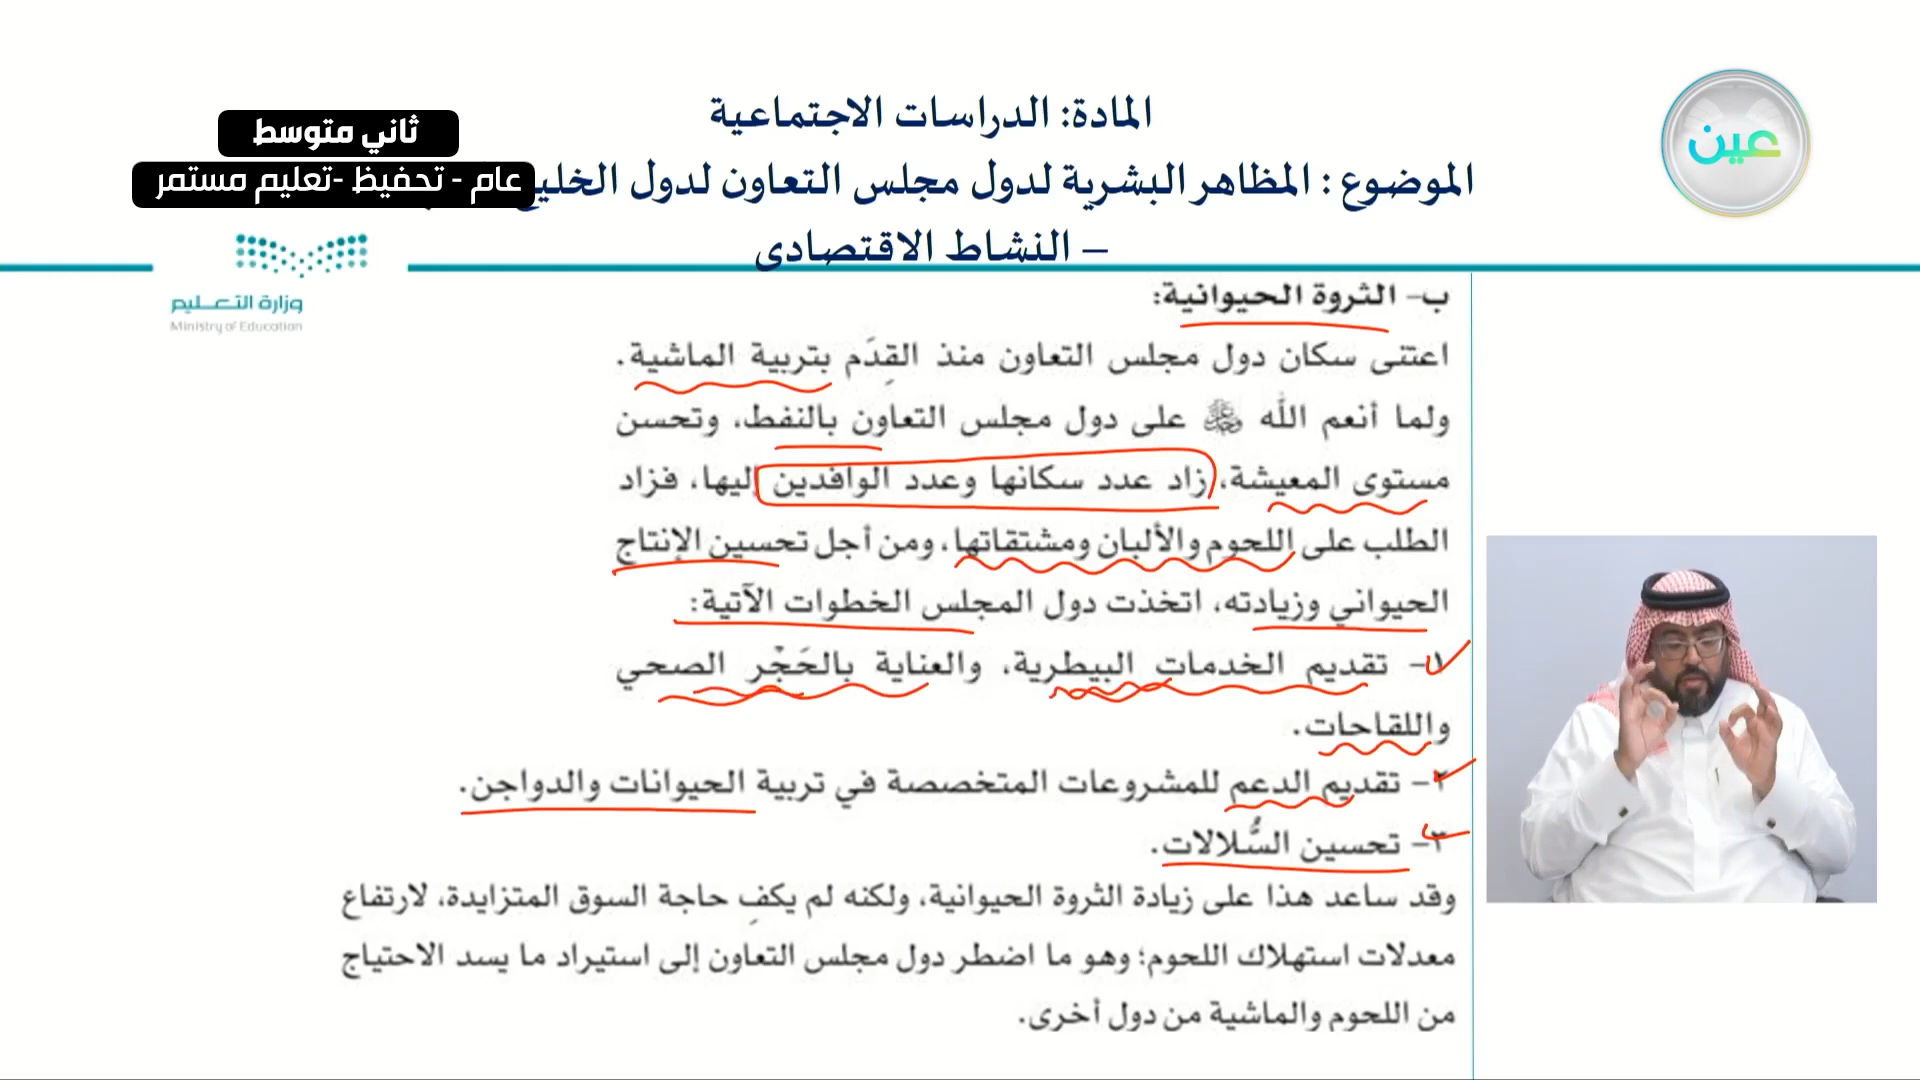 عين
المادة: الدراسات الاجتماعية
ثاني متوسط
الموضوع : المظاهر البشرية لدول مجلس التعاون لدول الخليج
عام - تحفيظ -تعليم مستمر
– النشاط الاقتصادي
وزارة التعليم
Ministry of Education
ب- الثروة الحيوانية:
اعتنى سكان دول مجلس التعاون منذ القِدَم بتربية الماشية.
ولما أنعم الله ﷻ على دول مجلس التعاون بالنفط، وتحسن
مستوى المعيشة، زاد عدد سكانها وعدد الوافدين إليها، فزاد
الطلب على اللحوم والألبان ومشتقاتها، ومن أجل تحسين الإنتاج
الحيواني وزيادته، اتخذت دول المجلس الخطوات الآتية:
١- تقديم الخدمات البيطرية، والعناية بالحَجْر الصحي
واللقاحات.
٢- تقديم الدعم للمشروعات المتخصصة في تربية الحيوانات والدواجن.
٣- تحسين السُّلالات.
وقد ساعد هذا على زيادة الثروة الحيوانية، ولكنه لم يكفِ حاجة السوق المتزايدة، لارتفاع
معدلات استهلاك اللحوم؛ وهو ما اضطر دول مجلس التعاون إلى استيراد ما يسد الاحتياج
من اللحوم والماشية من دول أخرى.